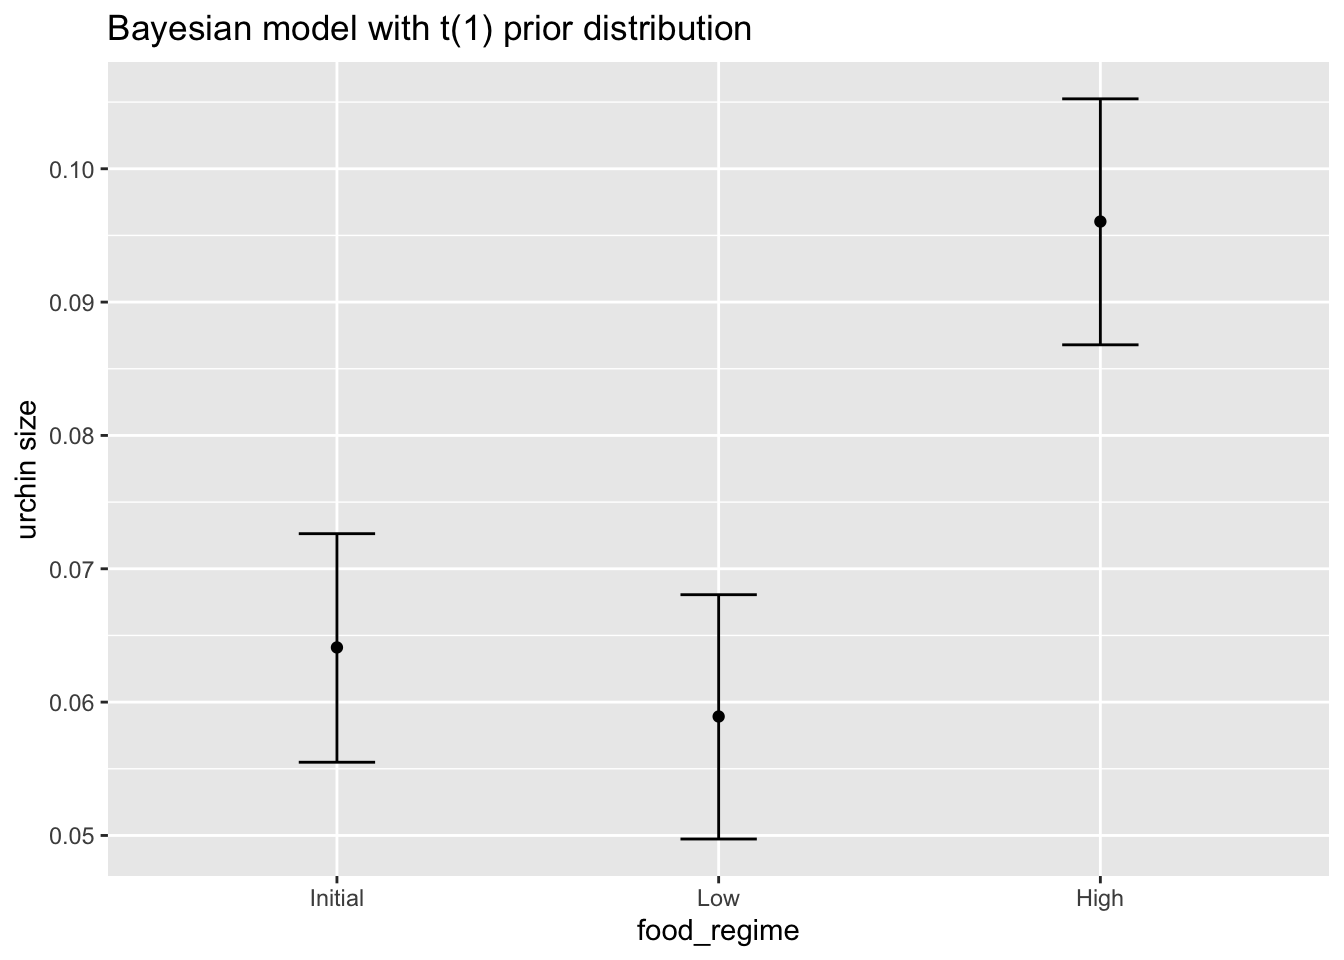 Bayesian model with t(1) prior distribution
urchin size
0.10
0.09
0.08
0.07
0.06
0.05
Initial
Low
High
food_regime